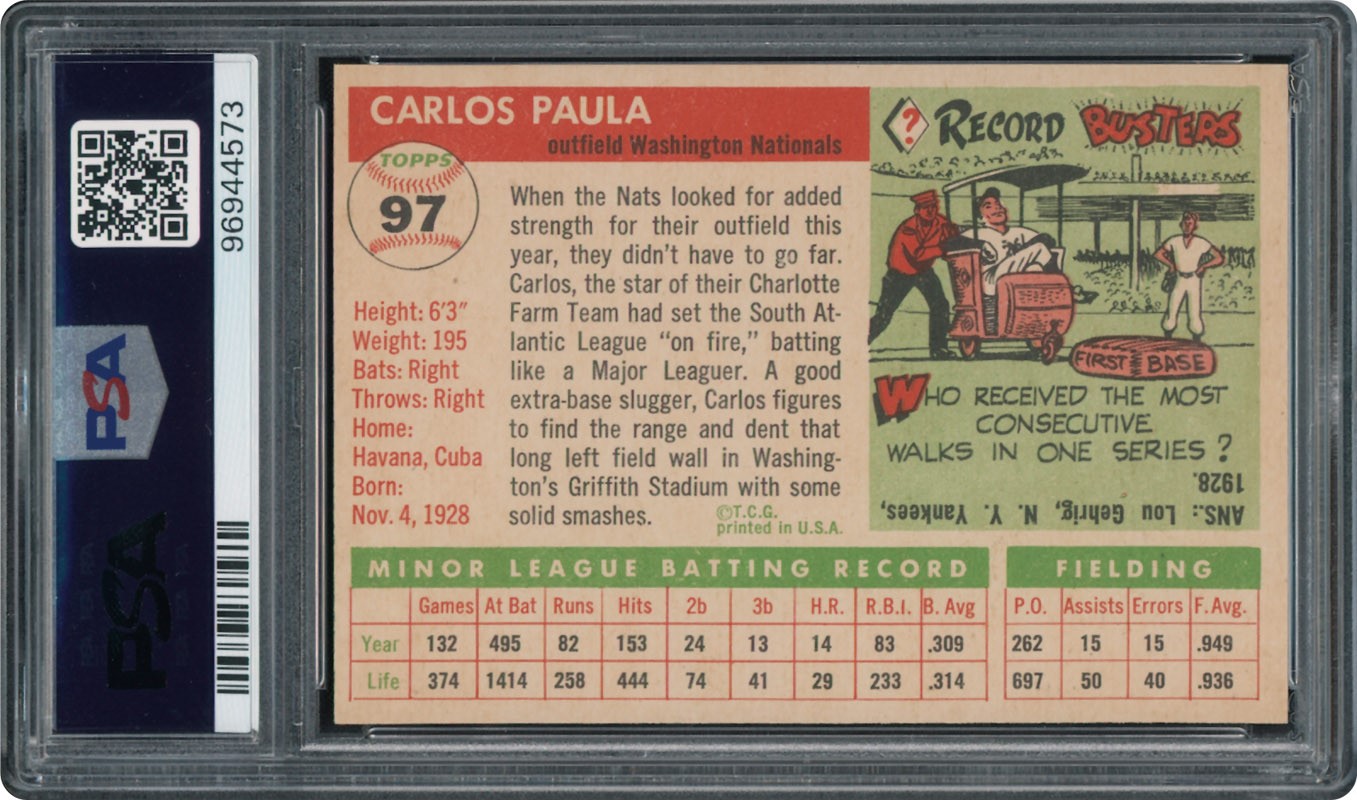 96944573
PSA
PSA
CARLOS PAULA
outfield Washington Nationals
TOPPS
97
Height: 6'3"
Weight: 195
Bats: Right
Throws: Right
Home:
Havana, Cuba
Born:
Nov. 4, 1928
When the Nats looked for added
strength for their outfield this
year, they didn't have to go far.
Carlos, the star of their Charlotte
Farm Team had set the South At-
lantic League "on fire," batting
like a Major Leaguer. A good
extra-base slugger, Carlos figures
to find the range and dent that
long left field wall in Washing-
ton's Griffith Stadium with some
solid smashes.
©T.C.G.
printed in U.S.A.
? RECORD BUSTERS
FIRST BASE
WHO RECEIVED THE MOST
CONSECUTIVE
WALKS IN ONE SERIES ?
ANS.: Lou Gehrig, N. Y. Yankees,
1928.
MINOR LEAGUE BATTING RECORD
Games At Bat Runs Hits 2b 3b H.R. R.B.I. B. Avg
Year 132 495 82 153 24 13 14 83 .309
Life 374 1414 258 444 74 41 29 233 .314
FIELDING
P.O. Assists Errors F. Avg.
262 15 15 .949
697 50 40 .936